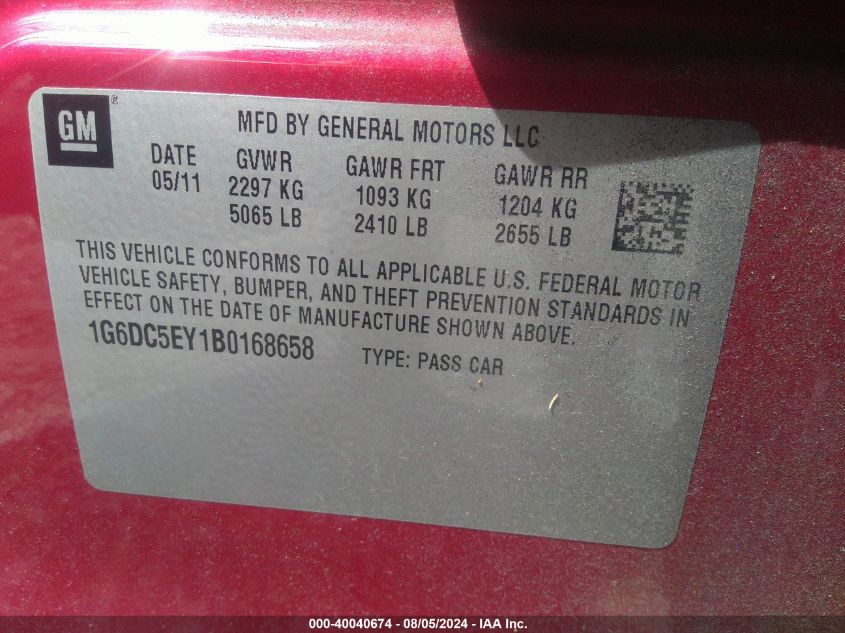 GM®
MFD BY GENERAL MOTORS LLC
DATE GVWR GAWR FRT GAWR RR
05/11 2297 KG 1093 KG 1204 KG
5065 LB 2410 LB 2655 LB
THIS VEHICLE CONFORMS TO ALL APPLICABLE U.S. FEDERAL MOTOR
VEHICLE SAFETY, BUMPER, AND THEFT PREVENTION STANDARDS IN
EFFECT ON THE DATE OF MANUFACTURE SHOWN ABOVE.
1G6DC5EY1B0168658 TYPE: PASS CAR
000-40040674 - 08/05/2024 - IAA Inc.